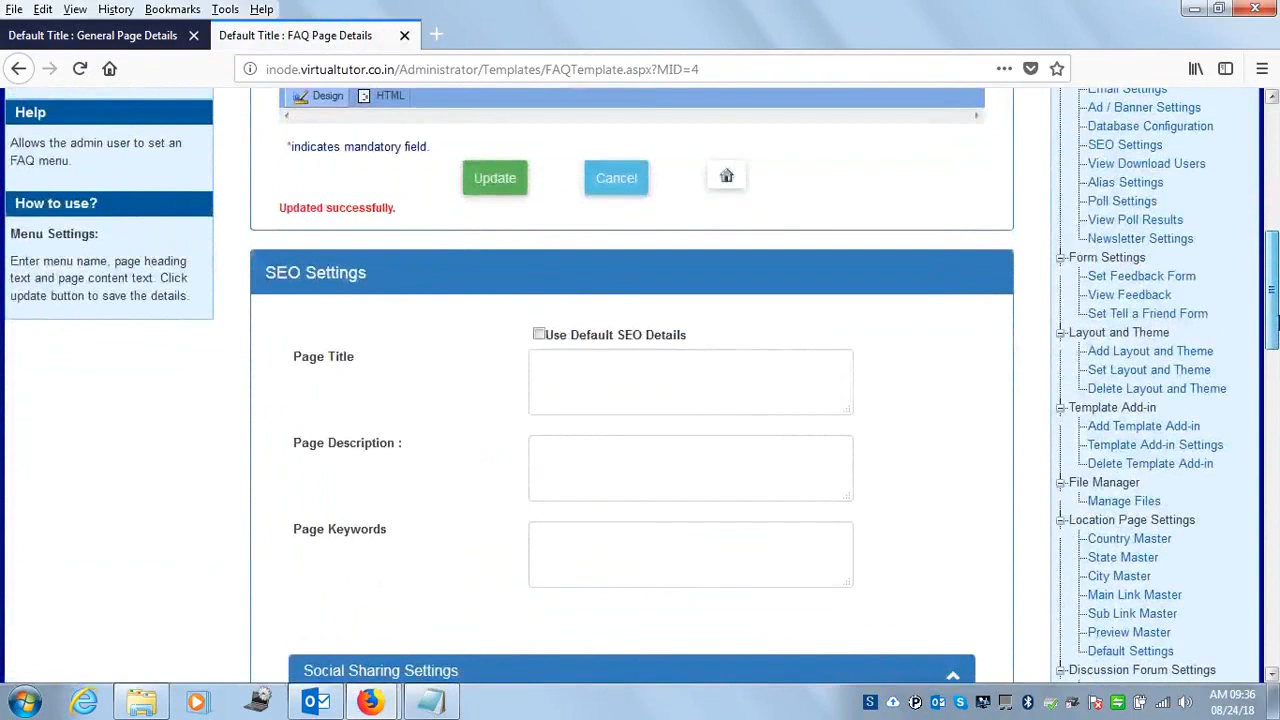 File Edit View History Bookmarks Tools Help
Default Title : General Page Details
Default Title : FAQ Page Details
inode.virtualtutor.co.in/Administrator/Templates/FAQTemplate.aspx?MID=4
Help
Allows the admin user to set an
FAQ menu.
How to use?
Menu Settings:
Enter menu name, page heading
text and page content text. Click
update button to save the details.
Design HTML
*indicates mandatory field.
Update Cancel
Updated successfully.
SEO Settings
Use Default SEO Details
Page Title
Page Description :
Page Keywords
Social Sharing Settings
Email Settings
Ad / Banner Settings
Database Configuration
SEO Settings
View Download Users
Alias Settings
Poll Settings
View Poll Results
Newsletter Settings
Form Settings
Set Feedback Form
View Feedback
Set Tell a Friend Form
Layout and Theme
Add Layout and Theme
Set Layout and Theme
Delete Layout and Theme
Template Add-in
Add Template Add-in
Template Add-in Settings
Delete Template Add-in
File Manager
Manage Files
Location Page Settings
Country Master
State Master
City Master
Main Link Master
Sub Link Master
Preview Master
Default Settings
Discussion Forum Settings
AM 09:36
08/24/18